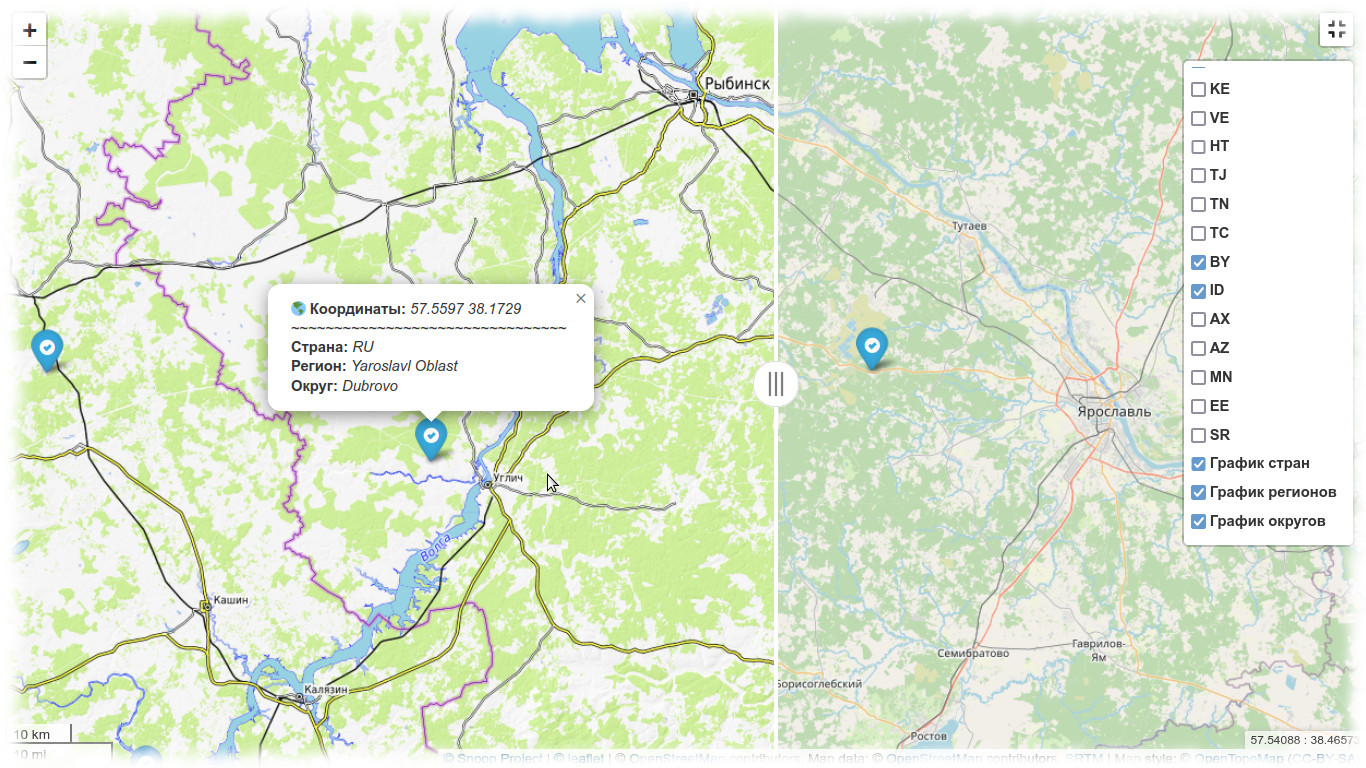 +
−
Рыбинск
Тутаев
Координаты: 57.5597 38.1729
~~~~~~~~~~~~~~~~~~~~~~~~~~~~~~~~
Страна: RU
Регион: Yaroslavl Oblast
Округ: Dubrovo
×
Ярославль
Углич
Волга
Кашин
Калязин
Семибратово
Гаврилов-
Ям
Борисоглебский
Ростов
KE
VE
HT
TJ
TN
TC
BY
ID
AX
AZ
MN
EE
SR
График стран
График регионов
График округов
10 km
10 mi
57.54088 : 38.46573
© Snoop Project | © leaflet | © OpenStreetMap contributors, Map data: © OpenStreetMap contributors, SRTM | Map style: © OpenTopoMap (CC-BY-SA